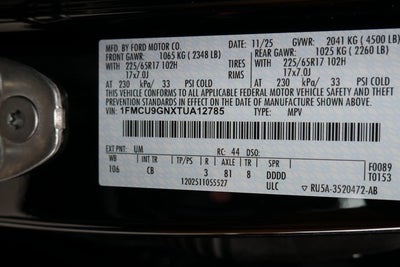 MFD. BY FORD MOTOR CO. 11/25 GVWR: 2041 KG ( 4500 LB)
FRONT GAWR: 1065 KG ( 2348 LB) REAR GAWR: 1025 KG ( 2260 LB)
WITH 225/65R17 102H WITH 225/65R17 102H
TIRES TIRES
17x7.0J RIMS 17x7.0J RIMS
AT 230 kPa/ 33 PSI COLD AT 230 kPa/ 33 PSI COLD
THIS VEHICLE CONFORMS TO ALL APPLICABLE FEDERAL MOTOR VEHICLE SAFETY
AND THEFT PREVENTION STANDARDS IN EFFECT ON THE DATE OF MANUFACTURE SHOWN ABOVE.
VIN: 1FMCU9GNXTUA12785 TYPE: MPV
EXT PNT: UM RC: 44 DSO: F0089
WB INT TR TP/PS R AXLE TR SPR T0153
106 CB 3 81 8 DDDD
1202511055527 ULC RU5A-3520472-AB